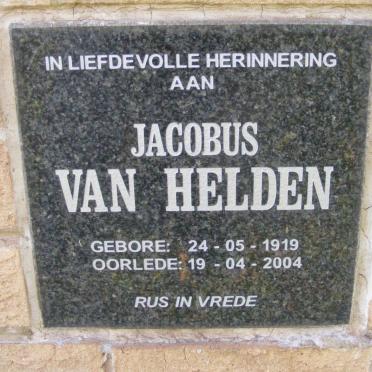 IN LIEFDEVOLLE HERINNERING
AAN
JACOBUS
VAN HELDEN
GEBORE: 24 - 05 - 1919
OORLEDE: 19 - 04 - 2004
RUS IN VREDE